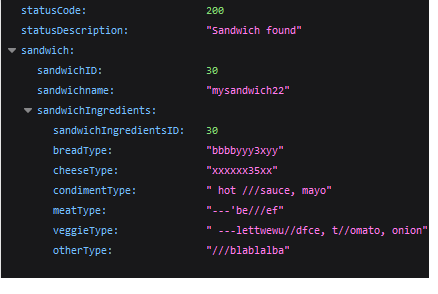 statusCode: 200
statusDescription: "Sandwich found"
sandwich:
sandwichID: 30
sandwichname: "mysandwich22"
sandwichIngredients:
sandwichIngredientsID: 30
breadType: "bbbbyyy3xyy"
cheeseType: "xxxxxx35xx"
condimentType: " hot ///sauce, mayo"
meatType: "---'be///ef"
veggieType: " ---lettwewu//dfce, t//omato, onion"
otherType: "///blablalba"